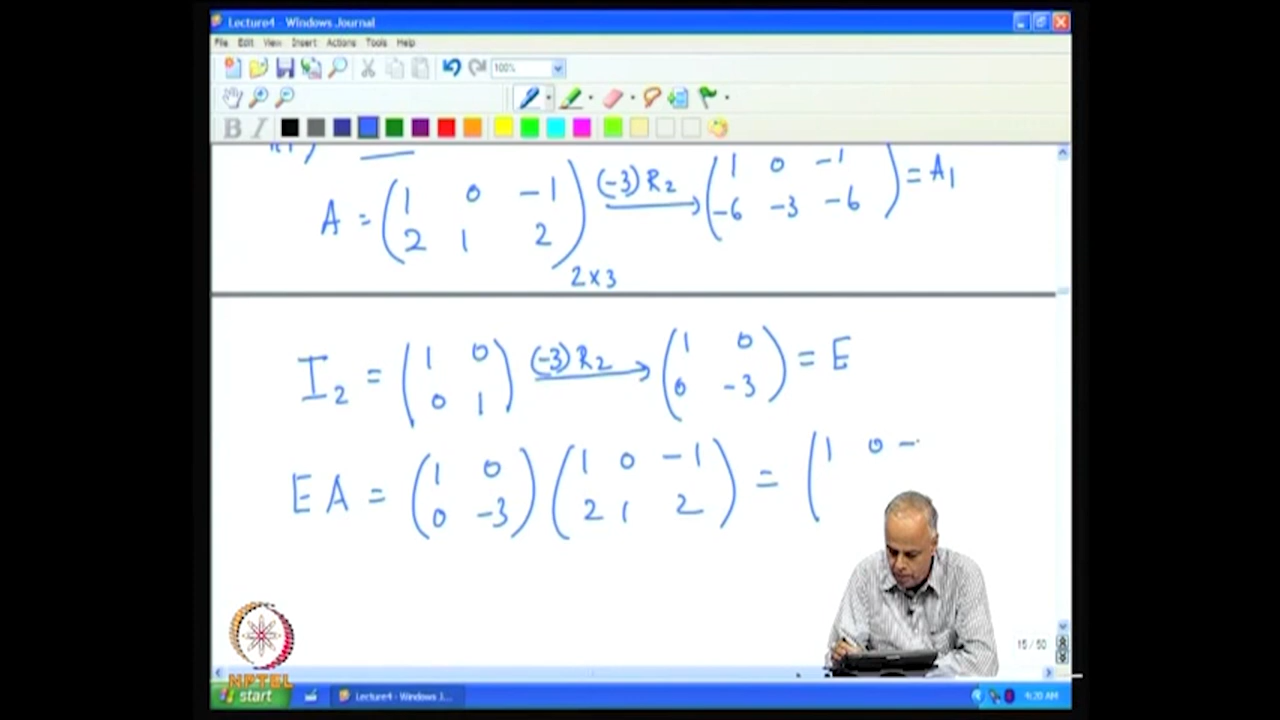 Lecture4 - Windows Journal
File Edit View Insert Actions Tools Help
100%
B I
A = ( 1 0 -1 ) (-3) R2 ( 1 0 -1 ) = A1
( 2 1 2 ) ( -6 -3 -6 )
2×3
I2 = ( 1 0 ) (-3) R2 ( 1 0 ) = E
( 0 1 ) ( 0 -3 )
E A = ( 1 0 ) ( 1 0 -1 ) = ( 1 0 -
( 0 -3 ) ( 2 1 2 )
15 / 50
NPTEL
start Lecture4 - Windows J... 4:20 AM